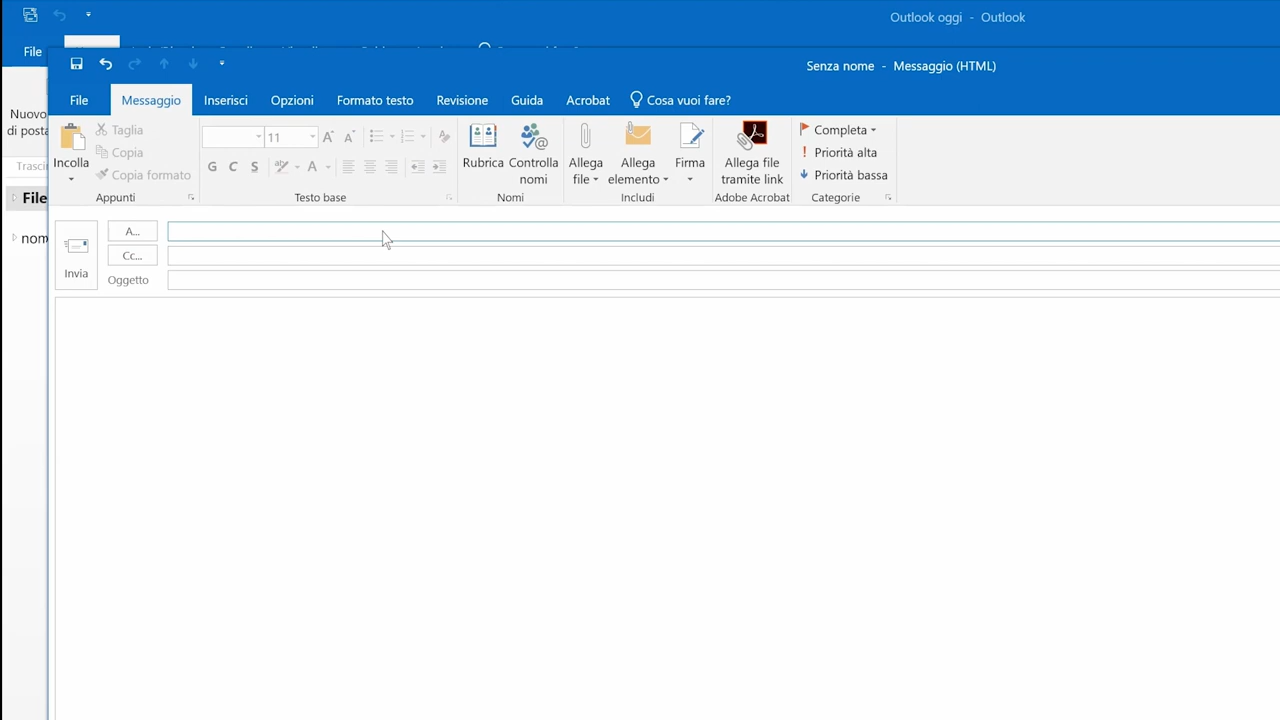 Outlook oggi - Outlook
File
Senza nome - Messaggio (HTML)
File Messaggio Inserisci Opzioni Formato testo Revisione Guida Acrobat Cosa vuoi fare?
Nuovo
di posta
Trascin
File
nom
Incolla
Taglia
Copia
Copia formato
Appunti
11
G C S
A
Testo base
Rubrica
Controlla
nomi
Nomi
Allega
file
Allega
elemento
Firma
Includi
Allega file
tramite link
Adobe Acrobat
Completa
Priorità alta
Priorità bassa
Categorie
Invia
A...
Cc...
Oggetto